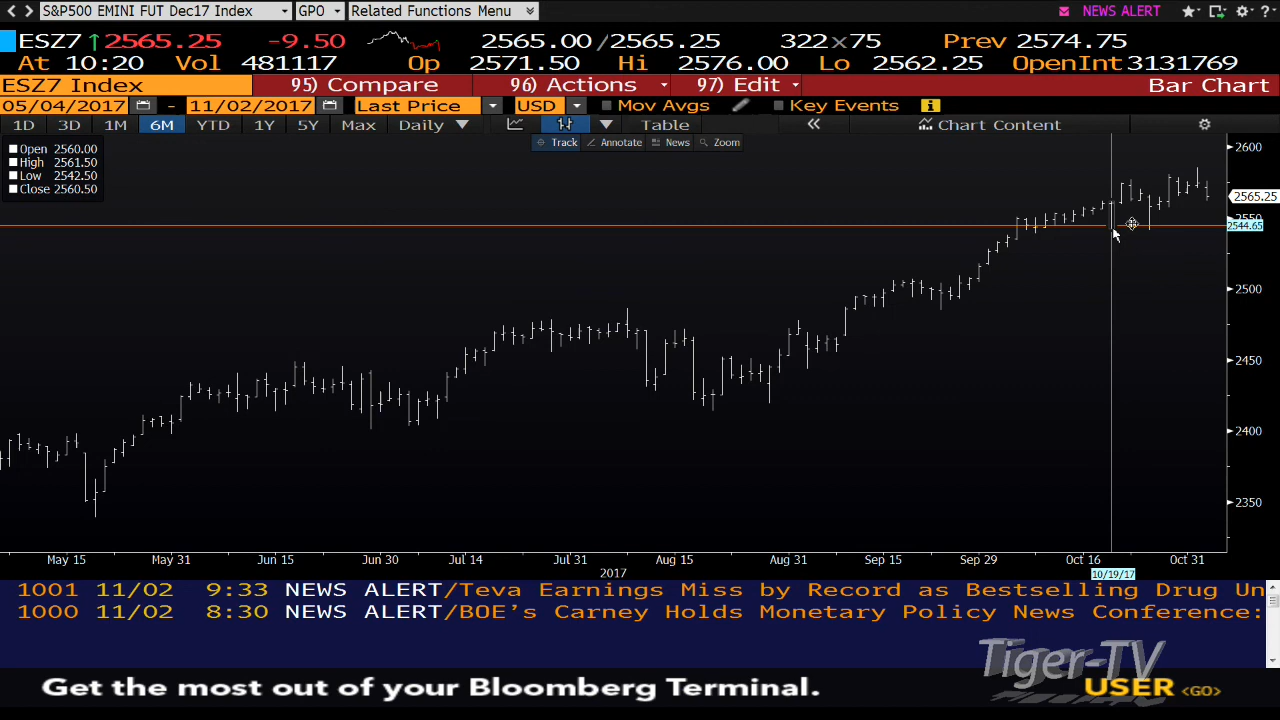 S&P500 EMINI FUT Dec17 Index GPO Related Functions Menu NEWS ALERT
ESZ7 ↑2565.25 -9.50 2565.00/2565.25 322×75 Prev 2574.75
At 10:20 Vol 481117 Op 2571.50 Hi 2576.00 Lo 2562.25 OpenInt 3131769
ESZ7 Index 95) Compare 96) Actions 97) Edit Bar Chart
05/04/2017 - 11/02/2017 Last Price USD Mov Avgs Key Events
1D 3D 1M 6M YTD 1Y 5Y Max Daily Table Chart Content
Track Annotate News Zoom
Open 2560.00
High 2561.50
Low 2542.50
Close 2560.50
2600
2565.25
2550
2544.65
2500
2450
2400
2350
May 15 May 31 Jun 15 Jun 30 Jul 14 Jul 31 Aug 15 Aug 31 Sep 15 Sep 29 Oct 16 Oct 31
2017 10/19/17
1001 11/02 9:33 NEWS ALERT/Teva Earnings Miss by Record as Bestselling Drug Un
1000 11/02 8:30 NEWS ALERT/BOE's Carney Holds Monetary Policy News Conference:
Tiger-TV
Get the most out of your Bloomberg Terminal. USER <GO>